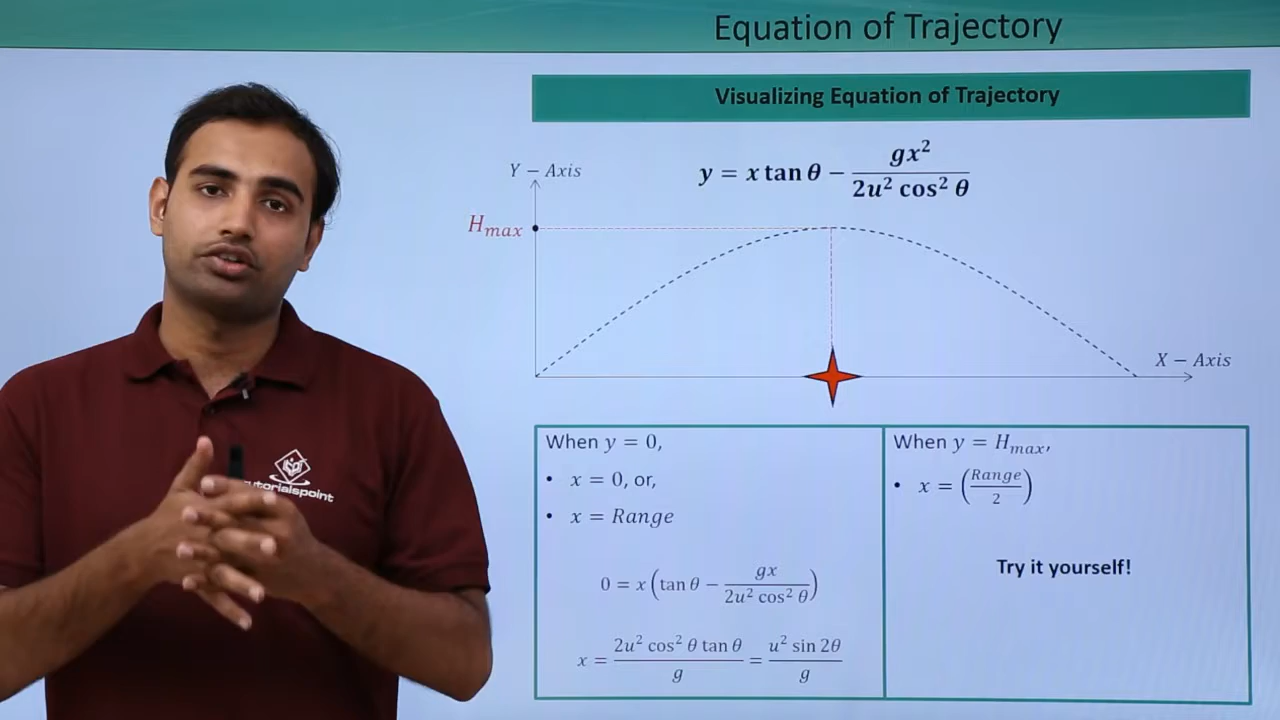 Equation of Trajectory
Visualizing Equation of Trajectory
Y − Axis
y = x tan θ − gx² / 2u² cos² θ
H_max
X − Axis
When y = 0,
• x = 0, or,
• x = Range
0 = x (tan θ − gx / 2u² cos² θ)
x = 2u² cos² θ tan θ / g = u² sin 2θ / g
When y = H_max,
• x = (Range / 2)
Try it yourself!
tutorialspoint